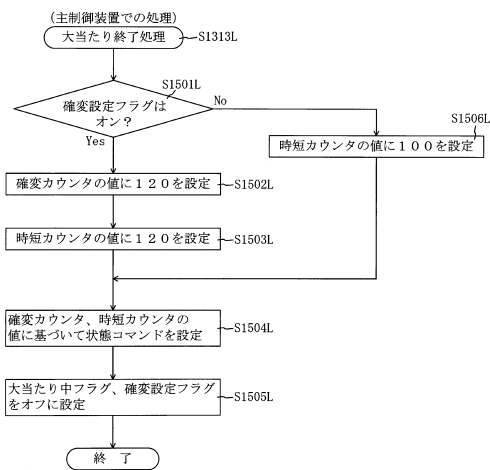 (主制御装置での処理)
大当たり終了処理
S1313L
S1501L
確変設定フラグは
オン？
No
Yes
S1506L
時短カウンタの値に１００を設定
確変カウンタの値に１２０を設定
S1502L
時短カウンタの値に１２０を設定
S1503L
確変カウンタ、時短カウンタの
値に基づいて状態コマンドを設定
S1504L
大当たり中フラグ、確変設定フラグ
をオフに設定
S1505L
終　了